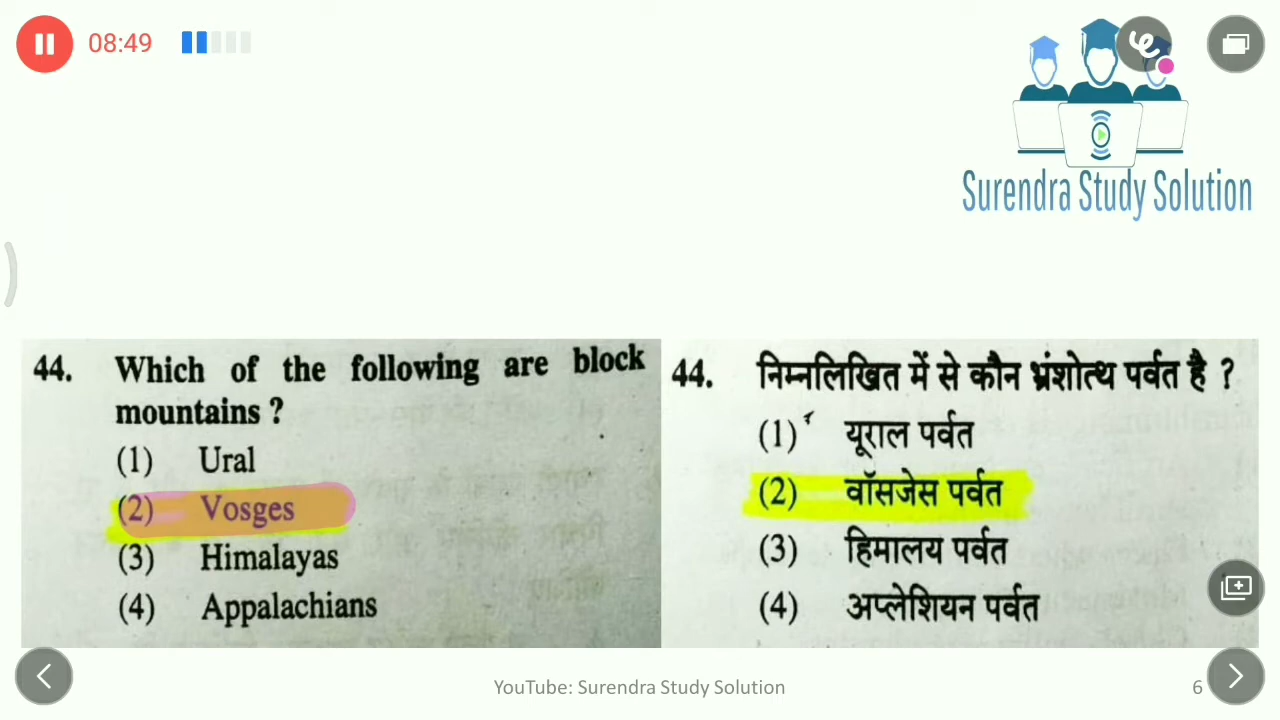 08:49
Surendra Study Solution
44. Which of the following are block
mountains ?
(1) Ural
(2) Vosges
(3) Himalayas
(4) Appalachians
44. निम्नलिखित में से कौन भ्रंशोत्थ पर्वत है ?
(1) यूराल पर्वत
(2) वॉसजेस पर्वत
(3) हिमालय पर्वत
(4) अप्लेशियन पर्वत
YouTube: Surendra Study Solution
6